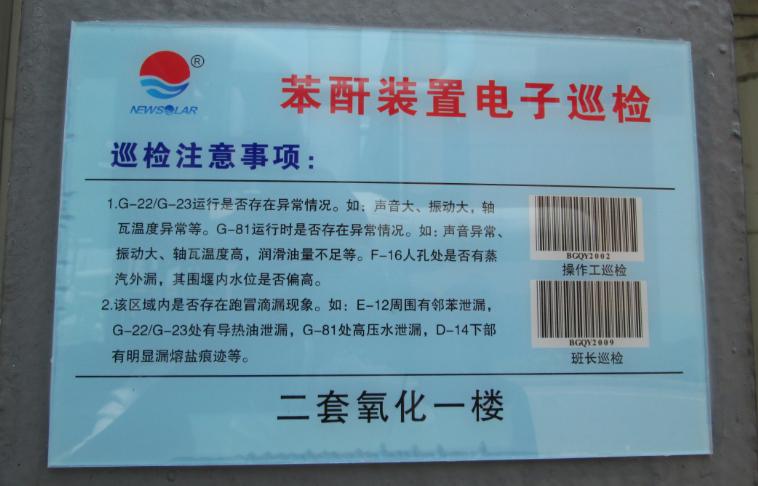 ®
NEWSOLAR
苯酐装置电子巡检
巡检注意事项：
1.G-22/G-23运行是否存在异常情况。如：声音大、振动大，轴
瓦温度异常等。G-81运行时是否存在异常情况。如：声音异常、
振动大、轴瓦温度高，润滑油量不足等。F-16人孔处是否有蒸
汽外漏，其围堰内水位是否偏高。
2.该区域内是否存在跑冒滴漏现象。如：E-12周围有邻苯泄漏，
G-22/G-23处有导热油泄漏，G-81处高压水泄漏，D-14下部
有明显漏熔盐痕迹等。
BGQY2002
操作工巡检
BGQY2009
班长巡检
二套氧化一楼